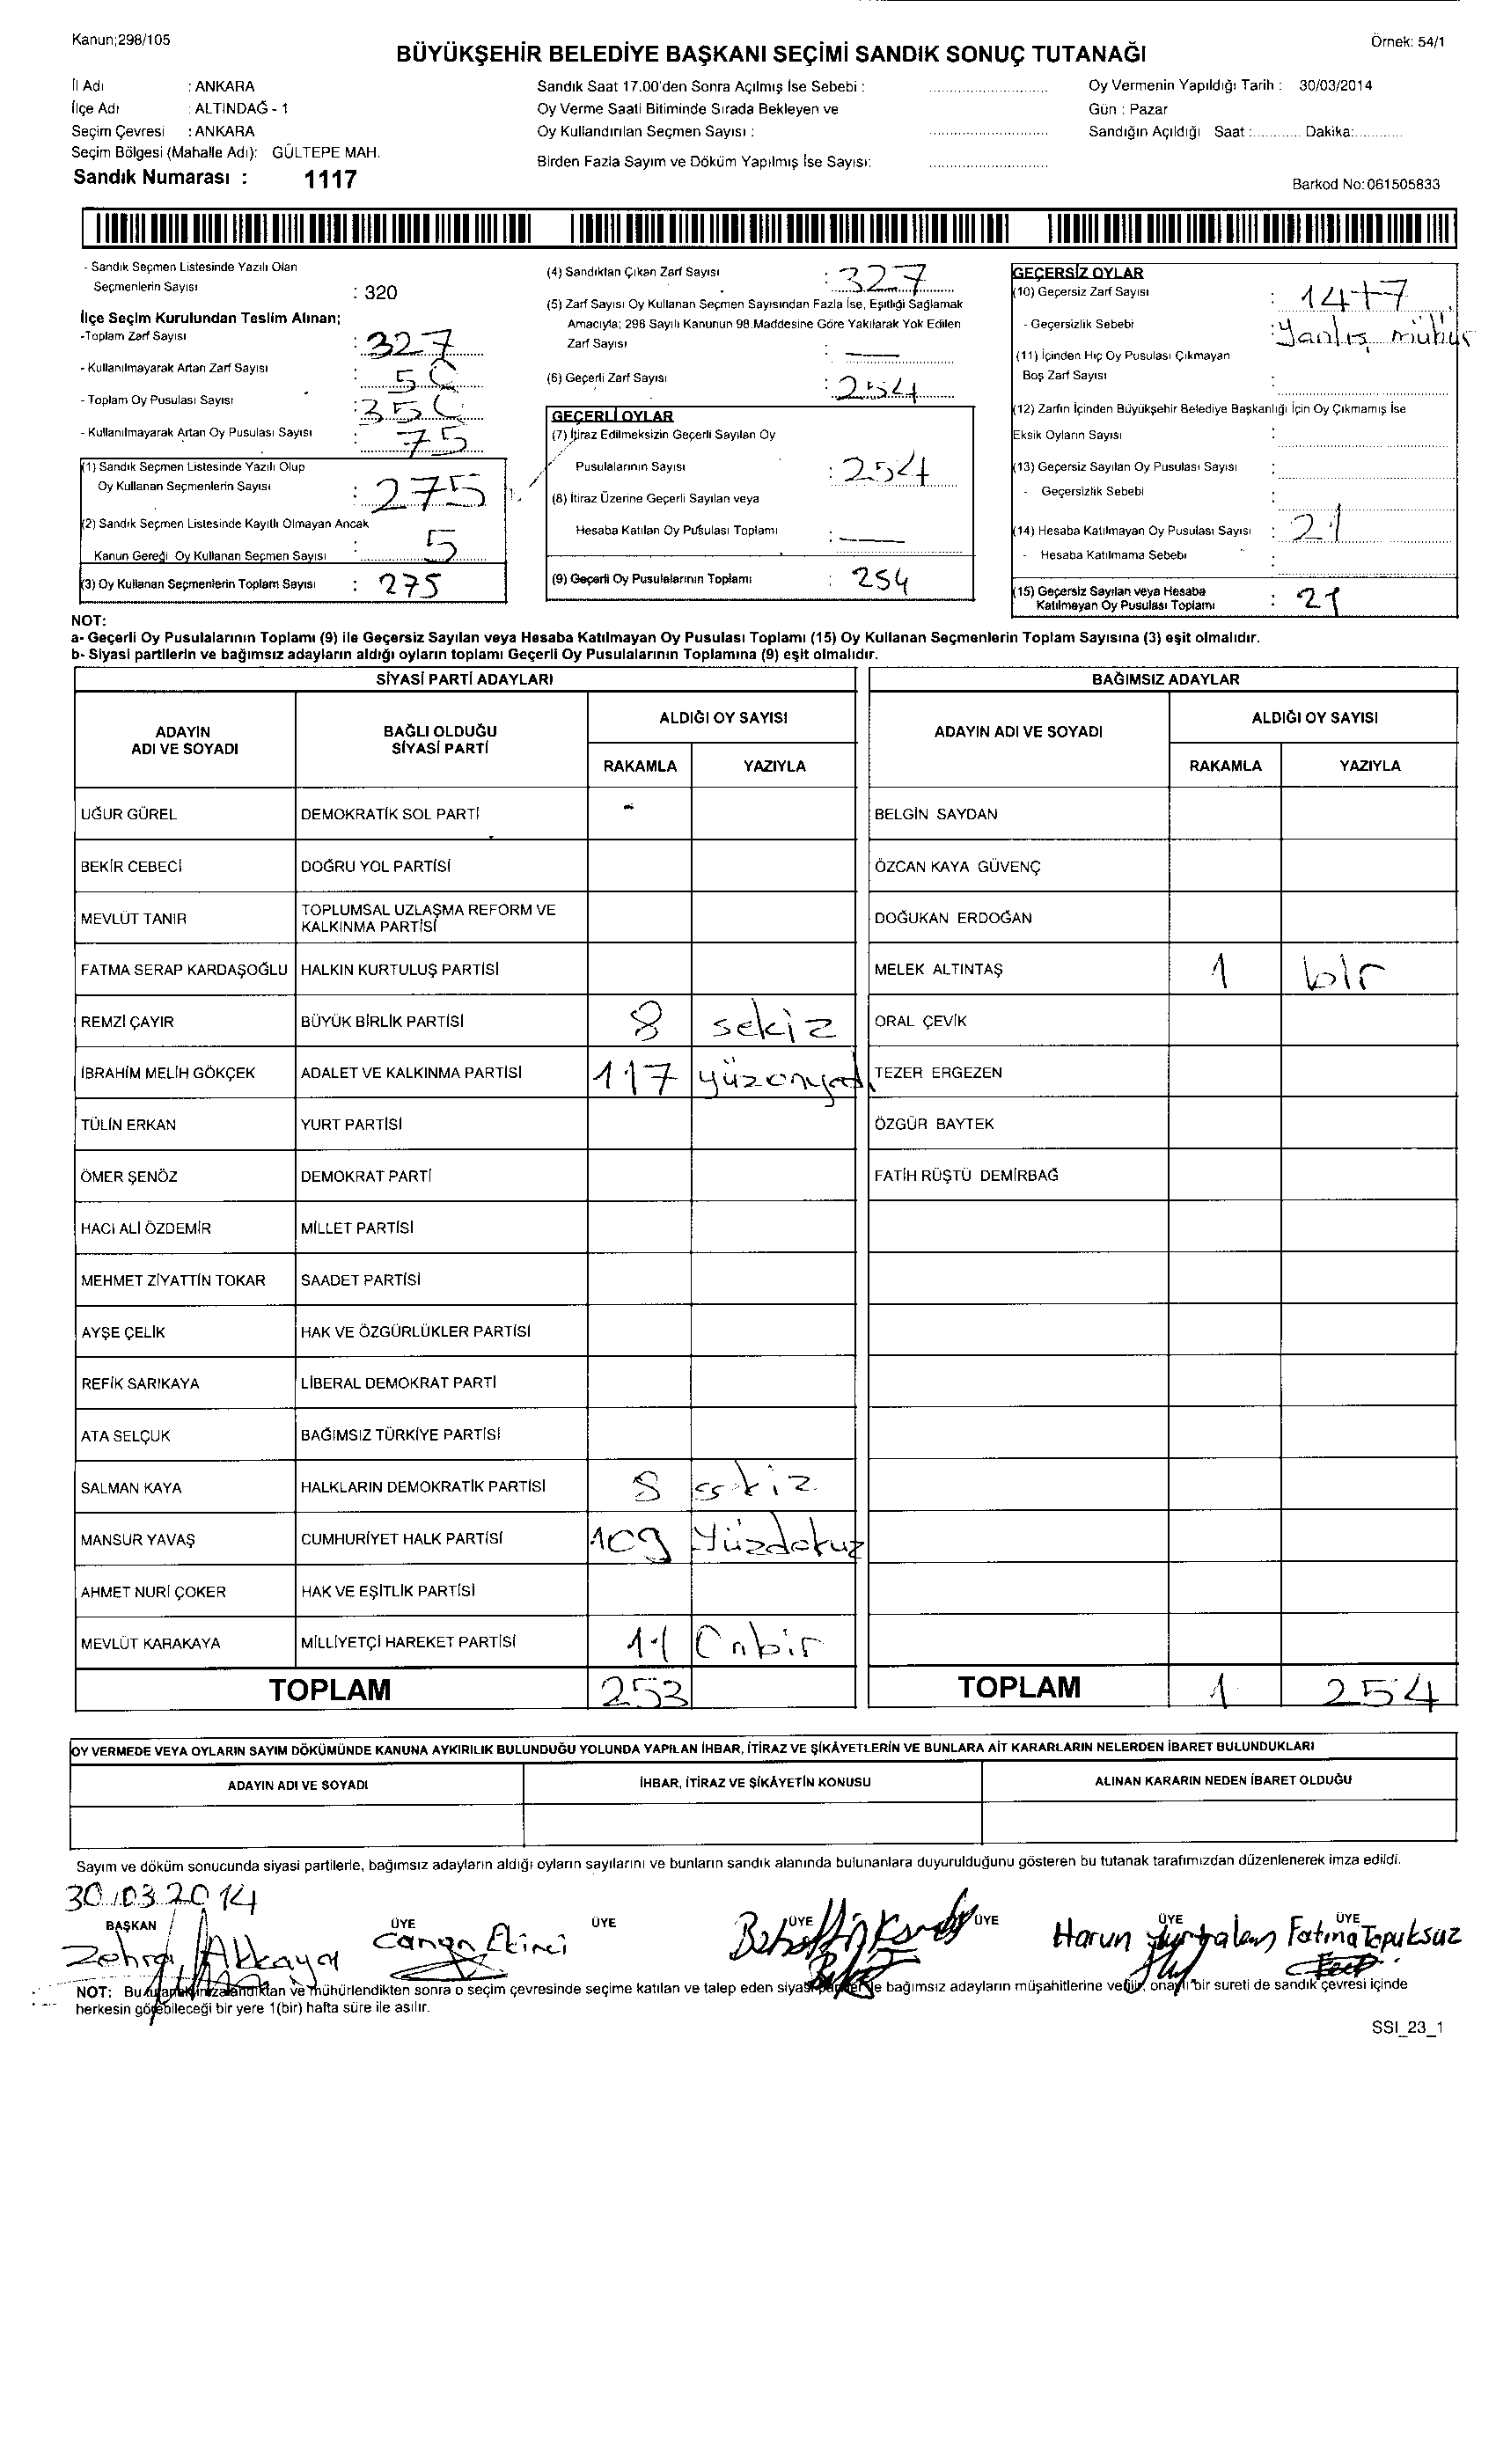 Kanun;298/105
Örnek: 54/1
BÜYÜKŞEHİR BELEDİYE BAŞKANI SEÇİMİ SANDIK SONUÇ TUTANAĞI
İl Adı : ANKARA
İlçe Adı : ALTINDAĞ - 1
Seçim Çevresi : ANKARA
Seçim Bölgesi (Mahalle Adı): GÜLTEPE MAH.
Sandık Numarası : 1117
Sandık Saat 17.00'den Sonra Açılmış İse Sebebi :
Oy Verme Saati Bitiminde Sırada Bekleyen ve
Oy Kullandırılan Seçmen Sayısı :
Birden Fazla Sayım ve Döküm Yapılmış İse Sayısı:
Oy Vermenin Yapıldığı Tarih : 30/03/2014
Gün : Pazar
Sandığın Açıldığı Saat :............ Dakika:............
Barkod No:061505833
- Sandık Seçmen Listesinde Yazılı Olan
Seçmenlerin Sayısı : 320
İlçe Seçim Kurulundan Teslim Alınan;
-Toplam Zarf Sayısı : 327
- Kullanılmayarak Artan Zarf Sayısı : 50
- Toplam Oy Pusulası Sayısı : 350
- Kullanılmayarak Artan Oy Pusulası Sayısı : 75
(1) Sandık Seçmen Listesinde Yazılı Olup
Oy Kullanan Seçmenlerin Sayısı : 275
(2) Sandık Seçmen Listesinde Kayıtlı Olmayan Ancak
Kanun Gereği Oy Kullanan Seçmen Sayısı : 5
(3) Oy Kullanan Seçmenlerin Toplam Sayısı : 275
(4) Sandıktan Çıkan Zarf Sayısı : 327
(5) Zarf Sayısı Oy Kullanan Seçmen Sayısından Fazla İse, Eşitliği Sağlamak
Amacıyla; 298 Sayılı Kanunun 98.Maddesine Göre Yakılarak Yok Edilen
Zarf Sayısı : —
(6) Geçerli Zarf Sayısı : 254
GEÇERLİ OYLAR
(7) İtiraz Edilmeksizin Geçerli Sayılan Oy
Pusulalarının Sayısı : 254
(8) İtiraz Üzerine Geçerli Sayılan veya
Hesaba Katılan Oy Pusulası Toplamı : —
(9) Geçerli Oy Pusulalarının Toplamı : 254
GEÇERSİZ OYLAR
(10) Geçersiz Zarf Sayısı : 14+7
- Geçersizlik Sebebi : Yanlış mühür
(11) İçinden Hiç Oy Pusulası Çıkmayan
Boş Zarf Sayısı :
(12) Zarfın İçinden Büyükşehir Belediye Başkanlığı İçin Oy Çıkmamış İse
Eksik Oyların Sayısı :
(13) Geçersiz Sayılan Oy Pusulası Sayısı :
- Geçersizlik Sebebi :
(14) Hesaba Katılmayan Oy Pusulası Sayısı : 21
- Hesaba Katılmama Sebebi :
(15) Geçersiz Sayılan veya Hesaba
Katılmayan Oy Pusulası Toplamı : 21
NOT:
a- Geçerli Oy Pusulalarının Toplamı (9) ile Geçersiz Sayılan veya Hesaba Katılmayan Oy Pusulası Toplamı (15) Oy Kullanan Seçmenlerin Toplam Sayısına (3) eşit olmalıdır.
b- Siyasi partilerin ve bağımsız adayların aldığı oyların toplamı Geçerli Oy Pusulalarının Toplamına (9) eşit olmalıdır.
SİYASİ PARTİ ADAYLARI
BAĞIMSIZ ADAYLAR
ADAYIN ADI VE SOYADI
BAĞLI OLDUĞU SİYASİ PARTİ
ALDIĞI OY SAYISI
RAKAMLA YAZIYLA
ADAYIN ADI VE SOYADI
ALDIĞI OY SAYISI
RAKAMLA YAZIYLA
UĞUR GÜREL DEMOKRATİK SOL PARTİ - BELGİN SAYDAN
BEKİR CEBECİ DOĞRU YOL PARTİSİ ÖZCAN KAYA GÜVENÇ
MEVLÜT TANIR TOPLUMSAL UZLAŞMA REFORM VE KALKINMA PARTİSİ DOĞUKAN ERDOĞAN
FATMA SERAP KARDAŞOĞLU HALKIN KURTULUŞ PARTİSİ MELEK ALTINTAŞ 1 bir
REMZİ ÇAYIR BÜYÜK BİRLİK PARTİSİ 8 sekiz ORAL ÇEVİK
İBRAHİM MELİH GÖKÇEK ADALET VE KALKINMA PARTİSİ 117 yüzonyedi TEZER ERGEZEN
TÜLİN ERKAN YURT PARTİSİ ÖZGÜR BAYTEK
ÖMER ŞENÖZ DEMOKRAT PARTİ FATİH RÜŞTÜ DEMİRBAĞ
HACI ALİ ÖZDEMİR MİLLET PARTİSİ
MEHMET ZİYATTİN TOKAR SAADET PARTİSİ
AYŞE ÇELİK HAK VE ÖZGÜRLÜKLER PARTİSİ
REFİK SARIKAYA LİBERAL DEMOKRAT PARTİ
ATA SELÇUK BAĞIMSIZ TÜRKİYE PARTİSİ
SALMAN KAYA HALKLARIN DEMOKRATİK PARTİSİ 8 sekiz
MANSUR YAVAŞ CUMHURİYET HALK PARTİSİ 109 Yüzdokuz
AHMET NURİ ÇOKER HAK VE EŞİTLİK PARTİSİ
MEVLÜT KARAKAYA MİLLİYETÇİ HAREKET PARTİSİ 11 Onbir
TOPLAM 253 TOPLAM 1 254
OY VERMEDE VEYA OYLARIN SAYIM DÖKÜMÜNDE KANUNA AYKIRILIK BULUNDUĞU YOLUNDA YAPILAN İHBAR, İTİRAZ VE ŞİKÂYETLERİN VE BUNLARA AİT KARARLARIN NELERDEN İBARET BULUNDUKLARI
ADAYIN ADI VE SOYADI İHBAR, İTİRAZ VE ŞİKÂYETİN KONUSU ALINAN KARARIN NEDEN İBARET OLDUĞU
Sayım ve döküm sonucunda siyasi partilerle, bağımsız adayların aldığı oyların sayılarını ve bunların sandık alanında bulunanlara duyurulduğunu gösteren bu tutanak tarafımızdan düzenlenerek imza edildi.
30.03.2014
BAŞKAN ÜYE ÜYE ÜYE ÜYE ÜYE ÜYE
Zehra Akkaya Canan Ekinci Harun Yurtalan Fatma Topuksuz
NOT: Bu tutanak imzalandıktan ve mühürlendikten sonra o seçim çevresinde seçime katılan ve talep eden siyasi partiler ile bağımsız adayların müşahitlerine verilir, onaylı bir sureti de sandık çevresi içinde
herkesin görebileceği bir yere 1(bir) hafta süre ile asılır.
SSI_23_1